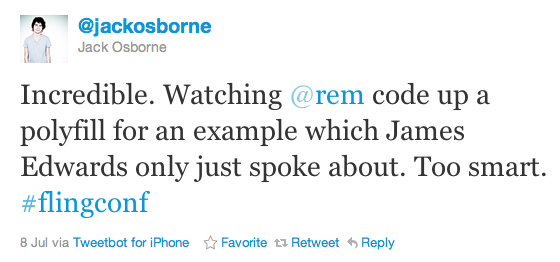 @jackosborne
Jack Osborne
Incredible. Watching @rem code up a
polyfill for an example which James
Edwards only just spoke about. Too smart.
#flingconf
8 Jul via Tweetbot for iPhone Favorite Retweet Reply